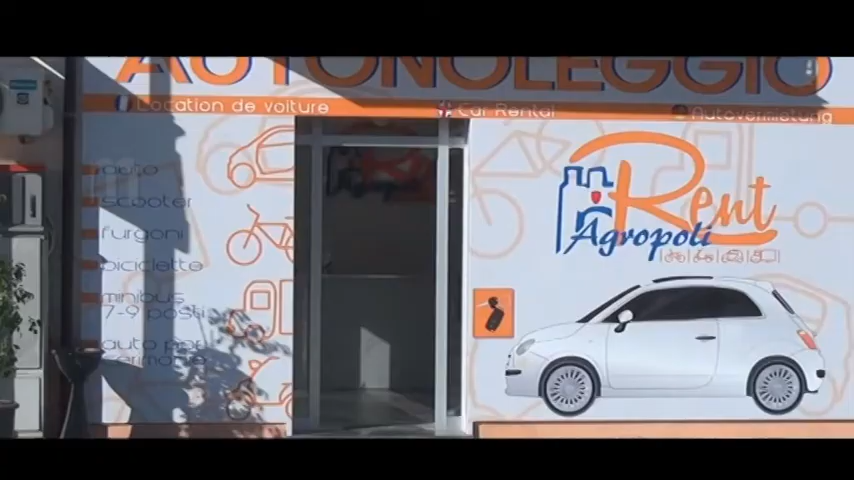 AUTONOLEGGIO
Location de voiture
Car Rental
Autovermietung
auto
scooter
furgoni
biciclette
minibus
7-9 posti
auto per
cerimonie
Rent
Agropoli